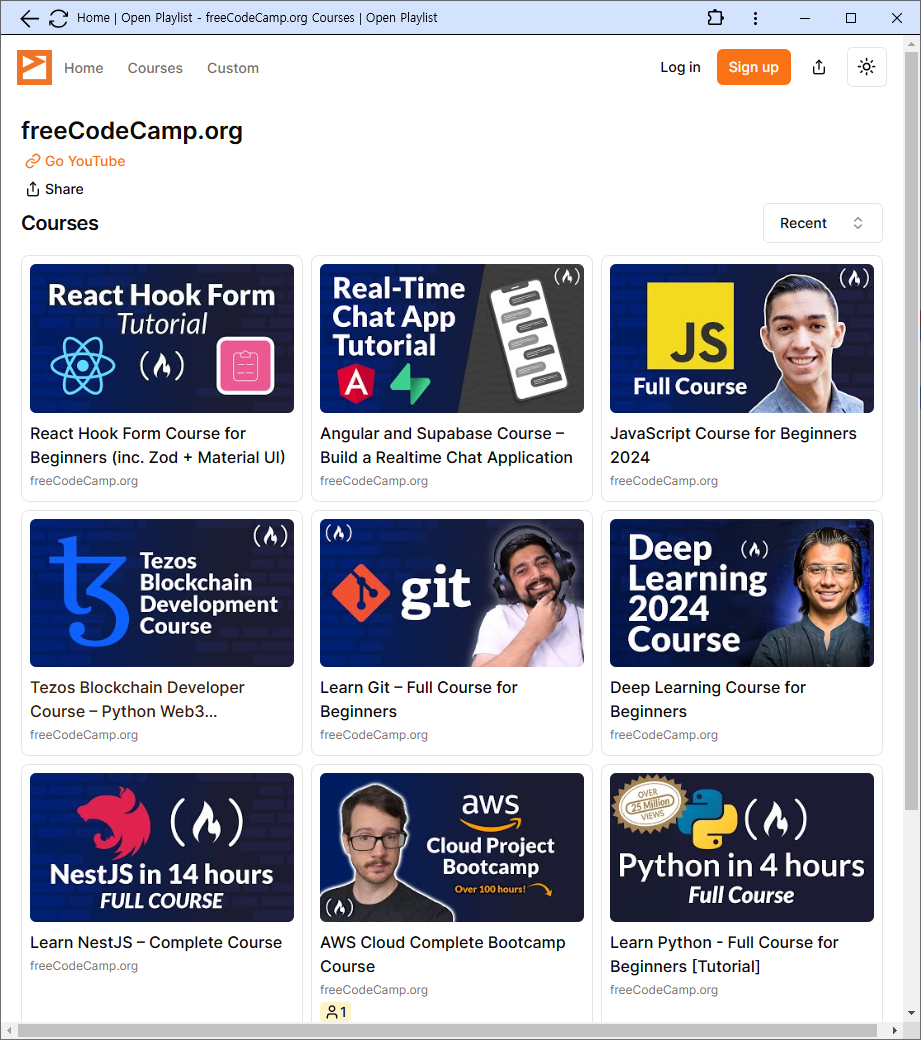 Home | Open Playlist - freeCodeCamp.org Courses | Open Playlist
Home Courses Custom Log in Sign up
freeCodeCamp.org
Go YouTube
Share
Courses
Recent
React Hook Form
Tutorial
React Hook Form Course for
Beginners (inc. Zod + Material UI)
freeCodeCamp.org
Real-Time
Chat App
Tutorial
A
Angular and Supabase Course –
Build a Realtime Chat Application
freeCodeCamp.org
JS
Full Course
JavaScript Course for Beginners
2024
freeCodeCamp.org
Tezos
Blockchain
Development
Course
Tezos Blockchain Developer
Course – Python Web3...
freeCodeCamp.org
git
Learn Git – Full Course for
Beginners
freeCodeCamp.org
Deep
Learning
2024
Course
Deep Learning Course for
Beginners
freeCodeCamp.org
NestJS in 14 hours
FULL COURSE
Learn NestJS – Complete Course
freeCodeCamp.org
aws
Cloud Project
Bootcamp
Over 100 hours!
AWS Cloud Complete Bootcamp
Course
freeCodeCamp.org
1
OVER
25 Million
VIEWS
Python in 4 hours
Full Course
Learn Python - Full Course for
Beginners [Tutorial]
freeCodeCamp.org